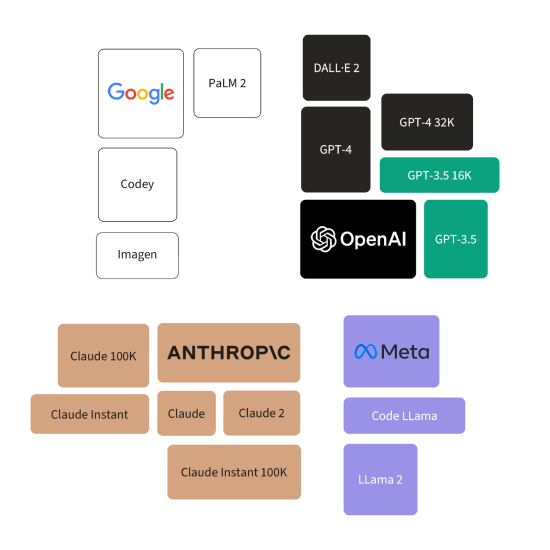 Google
PaLM 2
Codey
Imagen
DALL·E 2
GPT-4
GPT-4 32K
GPT-3.5 16K
OpenAI
GPT-3.5
Claude 100K
ANTHROP\C
Claude Instant
Claude
Claude 2
Claude Instant 100K
Meta
Code LLama
LLama 2